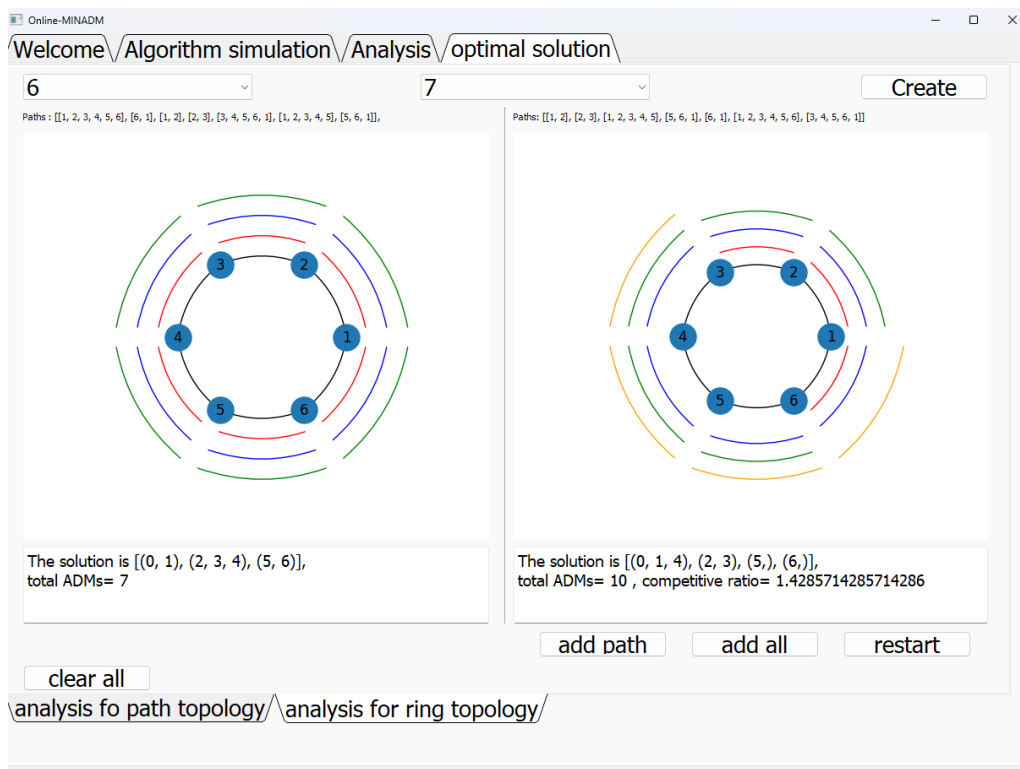 Online-MINADM
Welcome Algorithm simulation Analysis optimal solution
6 7 Create
Paths : [[1, 2, 3, 4, 5, 6], [6, 1], [1, 2], [2, 3], [3, 4, 5, 6, 1], [1, 2, 3, 4, 5], [5, 6, 1]],
3 2
4 1
5 6
The solution is [(0, 1), (2, 3, 4), (5, 6)],
total ADMs= 7
Paths: [[1, 2], [2, 3], [1, 2, 3, 4, 5], [5, 6, 1], [6, 1], [1, 2, 3, 4, 5, 6], [3, 4, 5, 6, 1]]
3 2
4 1
5 6
The solution is [(0, 1, 4), (2, 3), (5,), (6,)],
total ADMs= 10 , competitive ratio= 1.4285714285714286
add path add all restart
clear all
analysis fo path topology analysis for ring topology